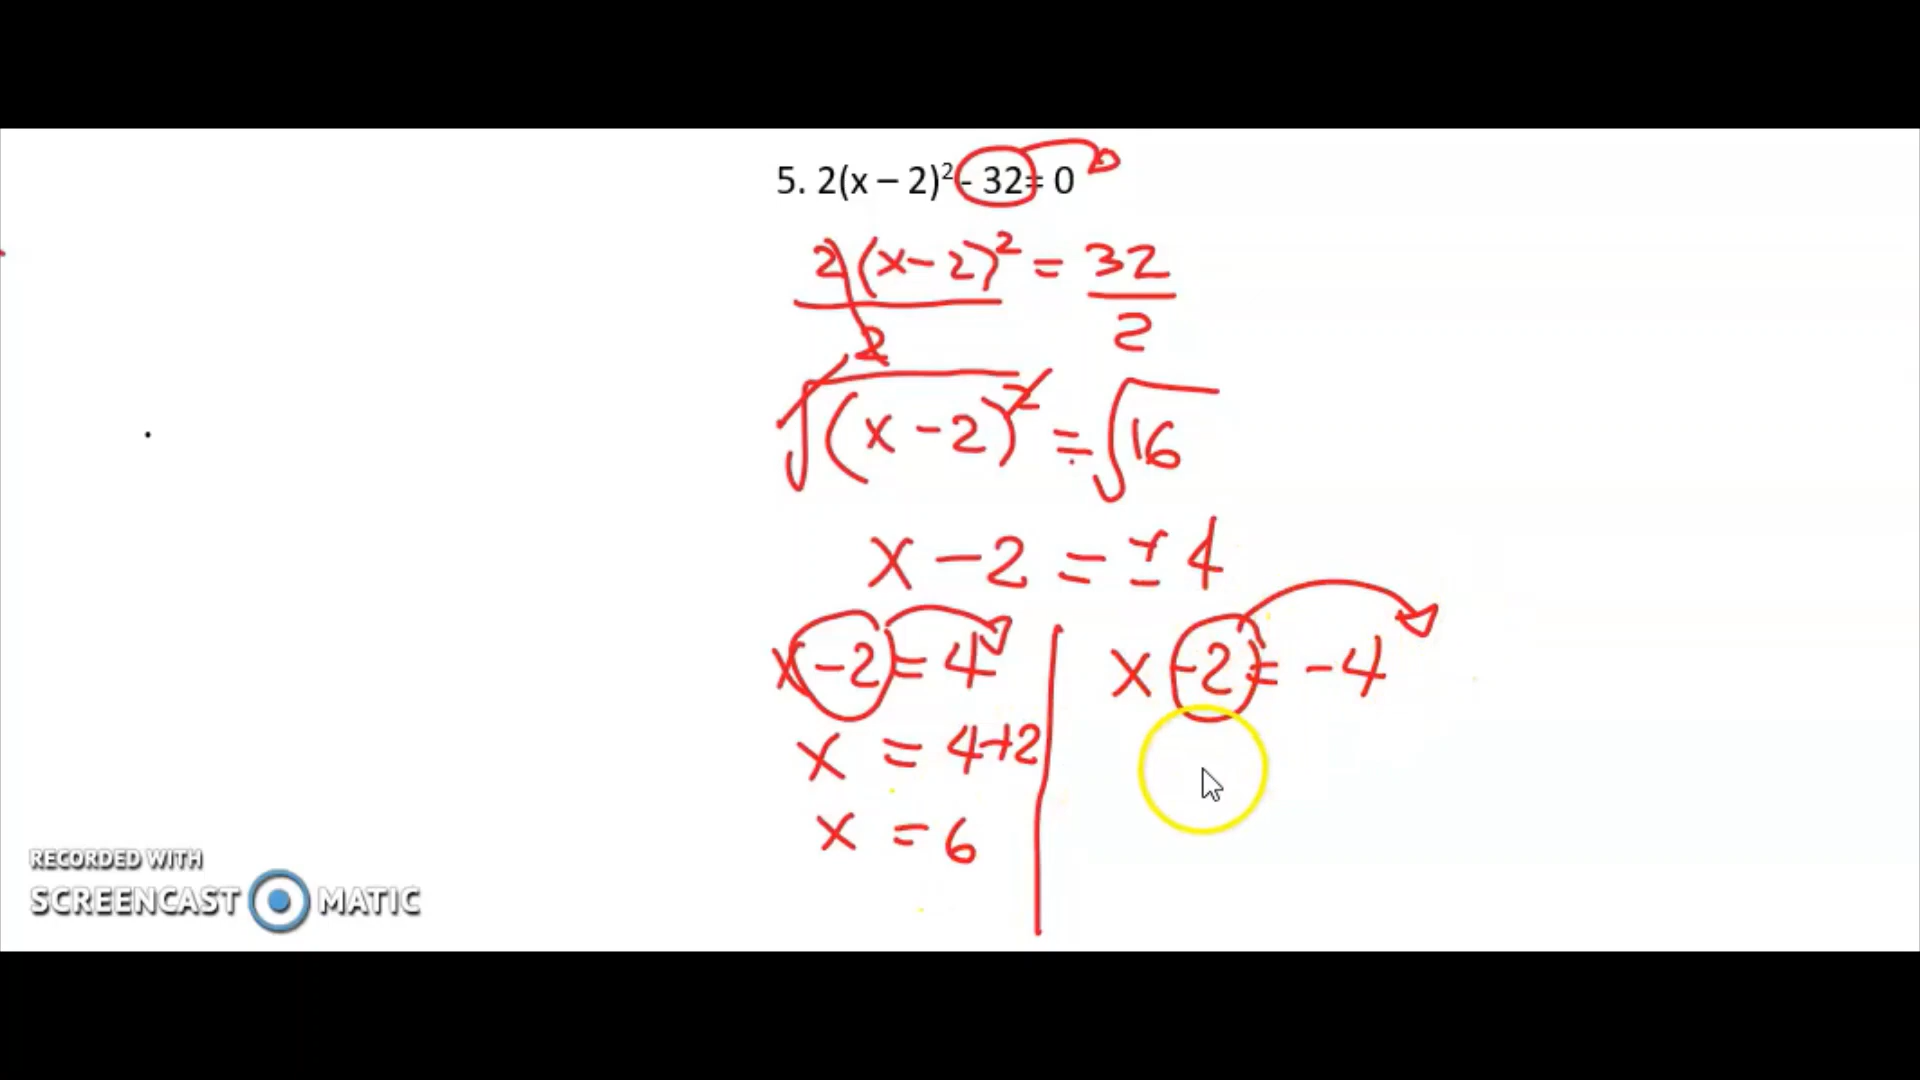 5. 2(x – 2)² - 32 = 0
2(x-2)² = 32
2 2
√(x-2)² = √16
x-2 = ±4
x-2 = 4
x = 4+2
x = 6
x-2 = -4
RECORDED WITH
SCREENCAST MATIC